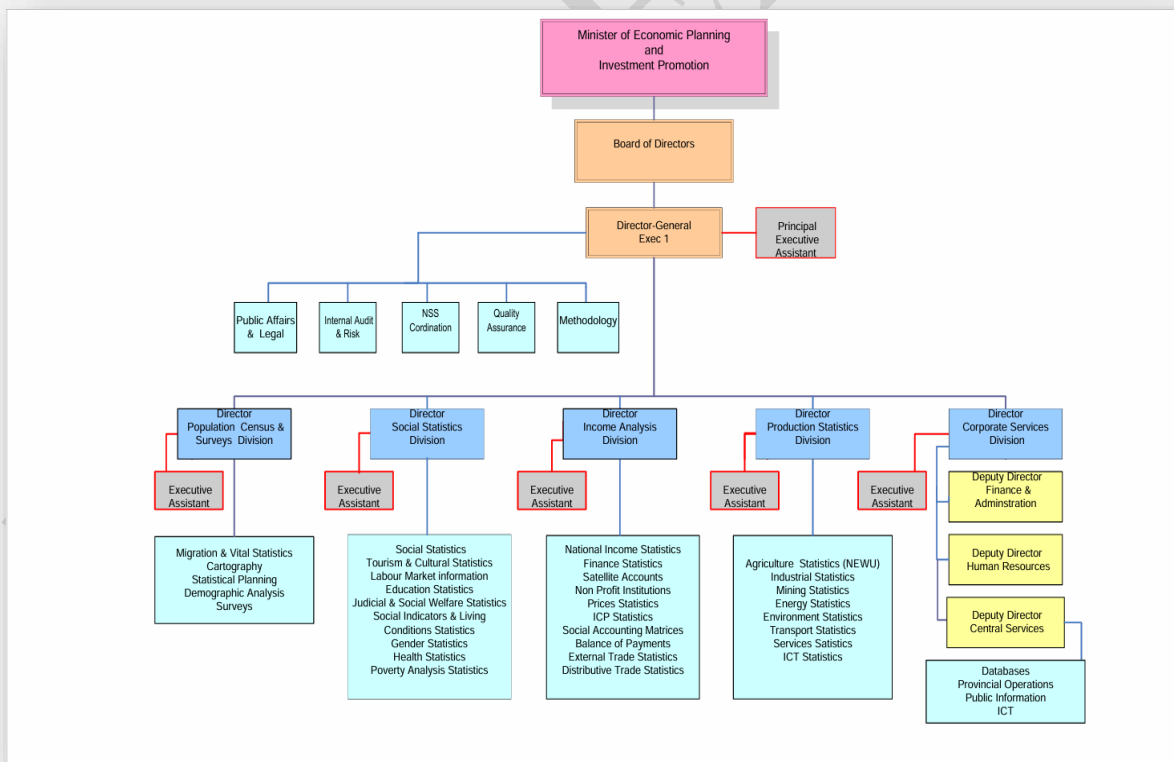 Minister of Economic Planning
and
Investment Promotion
Board of Directors
Director-General
Exec 1
Principal
Executive
Assistant
Public Affairs
& Legal
Internal Audit
& Risk
NSS
Cordination
Quality
Assurance
Methodology
Director
Population Census &
Surveys Division
Director
Social Statistics
Division
Director
Income Analysis
Division
Director
Production Statistics
Division
Director
Corporate Services
Division
Executive
Assistant
Executive
Assistant
Executive
Assistant
Executive
Assistant
Executive
Assistant
Deputy Director
Finance &
Adminstration
Deputy Director
Human Resources
Deputy Director
Central Services
Migration & Vital Statistics
Cartography
Statistical Planning
Demographic Analysis
Surveys
Social Statistics
Tourism & Cultural Statistics
Labour Market information
Education Statistics
Judicial & Social Welfare Statistics
Social Indicators & Living
Conditions Statistics
Gender Statistics
Health Statistics
Poverty Analysis Statistics
National Income Statistics
Finance Statistics
Satellite Accounts
Non Profit Institutions
Prices Statistics
ICP Statistics
Social Accounting Matrices
Balance of Payments
External Trade Statistics
Distributive Trade Statistics
Agriculture Statistics (NEWU)
Industrial Statistics
Mining Statistics
Energy Statistics
Environment Statistics
Transport Statistics
Services Satistics
ICT Statistics
Databases
Provincial Operations
Public Information
ICT